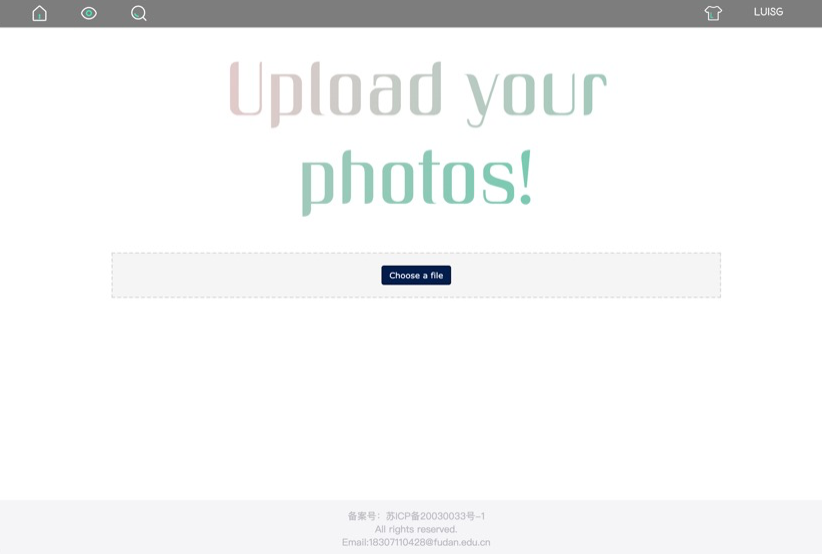 LUISG
Upload your
photos!
Choose a file
备案号：苏ICP备20030033号-1
All rights reserved.
Email:18307110428@fudan.edu.cn